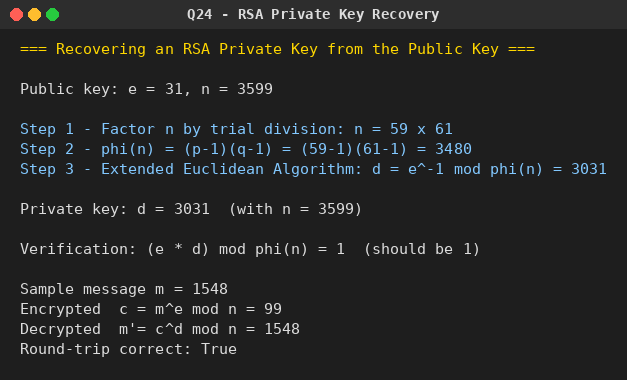 Q24 - RSA Private Key Recovery
=== Recovering an RSA Private Key from the Public Key ===
Public key: e = 31, n = 3599
Step 1 - Factor n by trial division: n = 59 x 61
Step 2 - phi(n) = (p-1)(q-1) = (59-1)(61-1) = 3480
Step 3 - Extended Euclidean Algorithm: d = e^-1 mod phi(n) = 3031
Private key: d = 3031  (with n = 3599)
Verification: (e * d) mod phi(n) = 1  (should be 1)
Sample message m = 1548
Encrypted  c = m^e mod n = 99
Decrypted  m'= c^d mod n = 1548
Round-trip correct: True